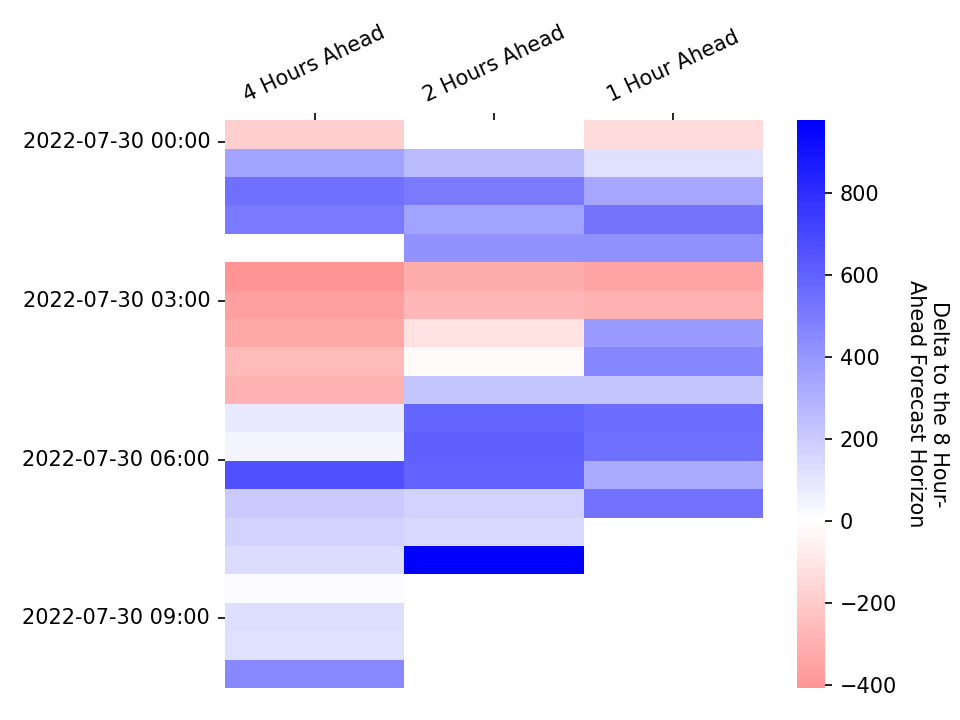 4 Hours Ahead
2 Hours Ahead
1 Hour Ahead
2022-07-30 00:00
2022-07-30 03:00
2022-07-30 06:00
2022-07-30 09:00
800
600
400
200
0
−200
−400
Delta to the 8 Hour-
Ahead Forecast Horizon